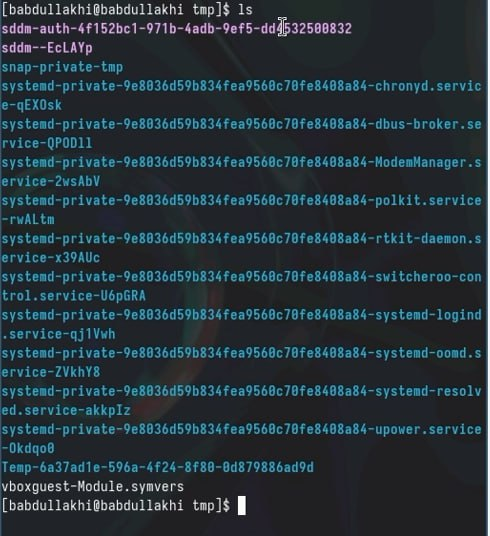 [babdullakhi@babdullakhi tmp]$ ls
sddm-auth-4f152bc1-971b-4adb-9ef5-dd4532500832
sddm--EcLAYp
snap-private-tmp
systemd-private-9e8036d59b834fea9560c70fe8408a84-chronyd.servic
e-qEXOsk
systemd-private-9e8036d59b834fea9560c70fe8408a84-dbus-broker.se
rvice-QPODll
systemd-private-9e8036d59b834fea9560c70fe8408a84-ModemManager.s
ervice-2wsAbV
systemd-private-9e8036d59b834fea9560c70fe8408a84-polkit.service
-rwALtm
systemd-private-9e8036d59b834fea9560c70fe8408a84-rtkit-daemon.s
ervice-x39AUc
systemd-private-9e8036d59b834fea9560c70fe8408a84-switcheroo-con
trol.service-U6pGRA
systemd-private-9e8036d59b834fea9560c70fe8408a84-systemd-logind
.service-qj1Vwh
systemd-private-9e8036d59b834fea9560c70fe8408a84-systemd-oomd.s
ervice-ZVkhY8
systemd-private-9e8036d59b834fea9560c70fe8408a84-systemd-resolv
ed.service-akkpIz
systemd-private-9e8036d59b834fea9560c70fe8408a84-upower.service
-Okdqo0
Temp-6a37ad1e-596a-4f24-8f80-0d879886ad9d
vboxguest-Module.symvers
[babdullakhi@babdullakhi tmp]$